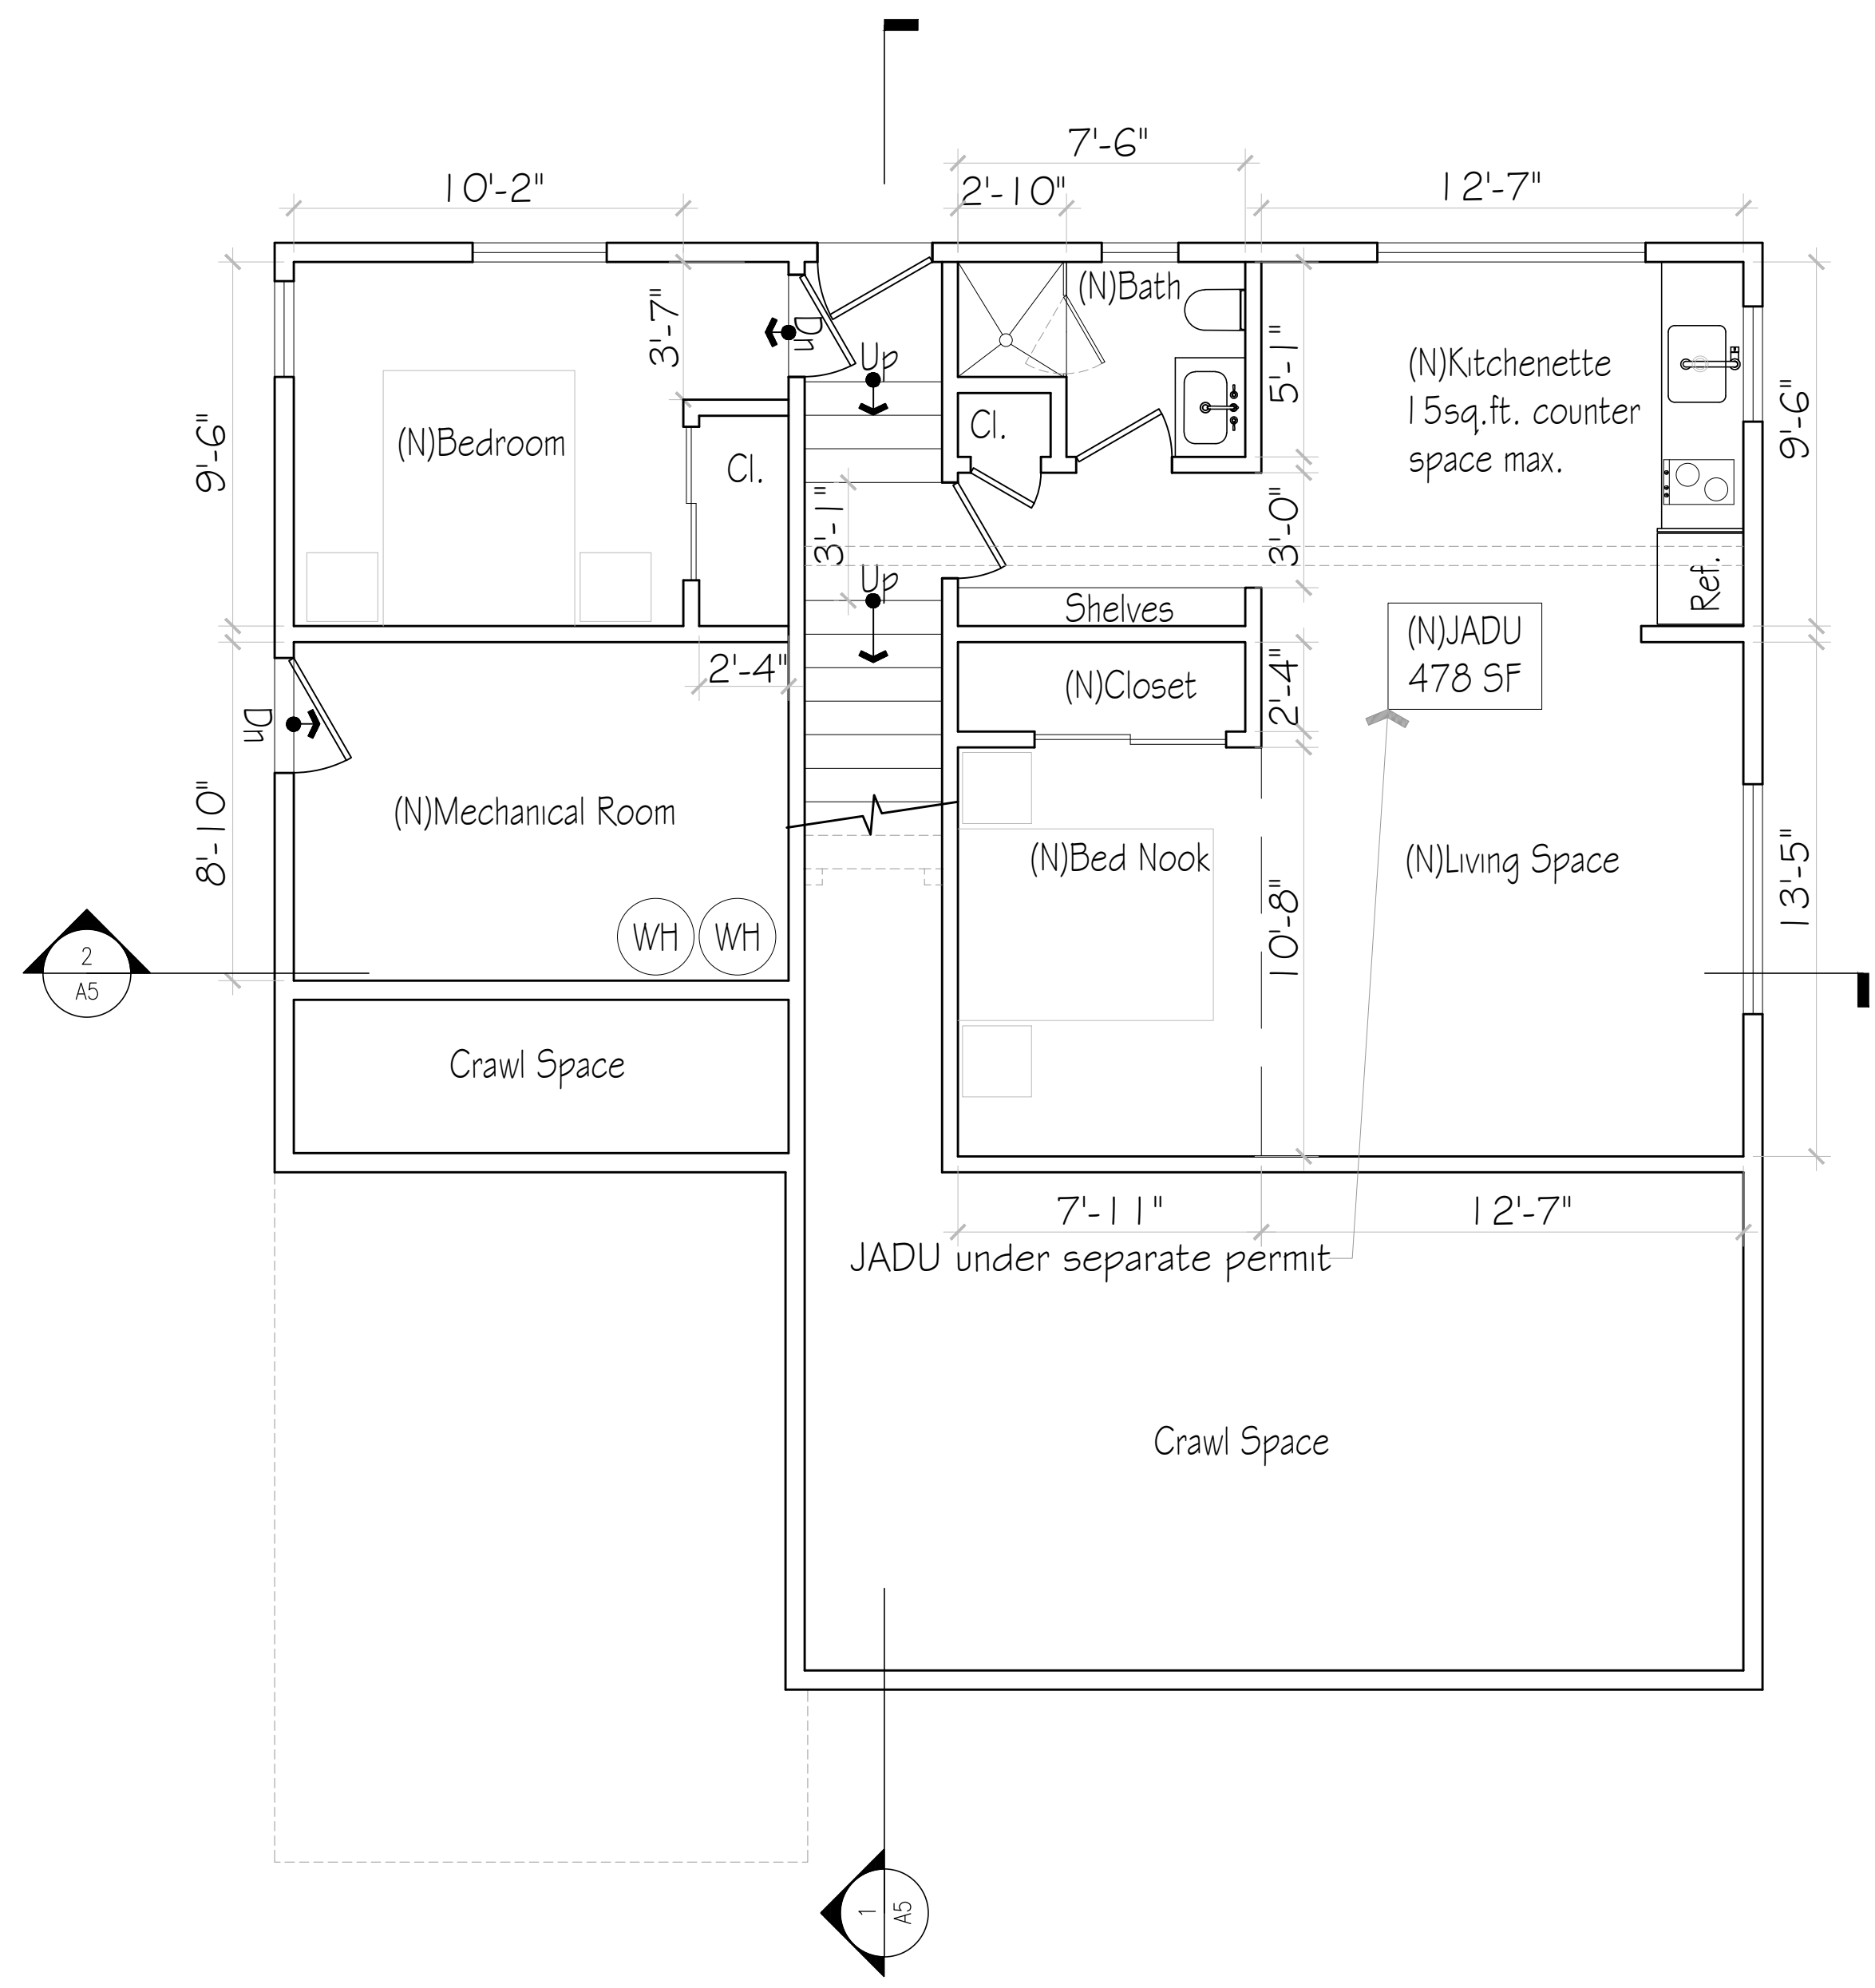 7'-6"
10'-2"
2'-10"
12'-7"
(N)Bath
3'-7"
Dn
Up
5'-1"
(N)Kitchenette
15sq.ft. counter
space max.
9'-6"
(N)Bedroom
Cl.
Cl.
9'-6"
3'-1"
3'-0"
Up
Shelves
Ref.
(N)JADU
478 SF
2'-4"
(N)Closet
2'-4"
Dn
(N)Mechanical Room
8'-10"
(N)Bed Nook
(N)Living Space
10'-8"
13'-5"
WH
WH
2
A5
Crawl Space
7'-11"
12'-7"
JADU under separate permit
Crawl Space
1
A5